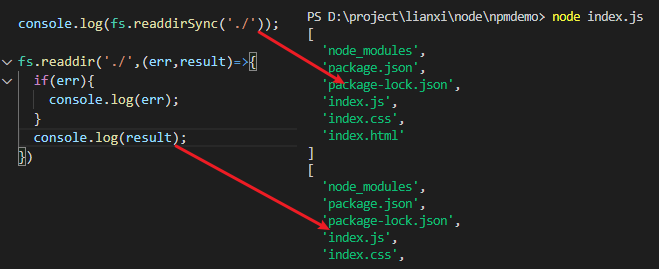 console.log(fs.readdirSync('./'));
fs.readdir('./',(err,result)=>{
if(err){
console.log(err);
}
console.log(result);
})
PS D:\project\lianxi\node\npmdemo> node index.js
[
'node_modules',
'package.json',
'package-lock.json',
'index.js',
'index.css',
'index.html'
]
[
'node_modules',
'package.json',
'package-lock.json',
'index.js',
'index.css',